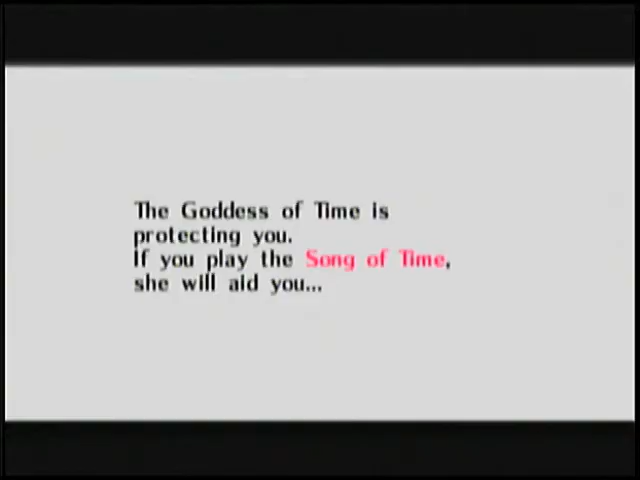 The Goddess of Time is
protecting you.
If you play the Song of Time,
she will aid you...